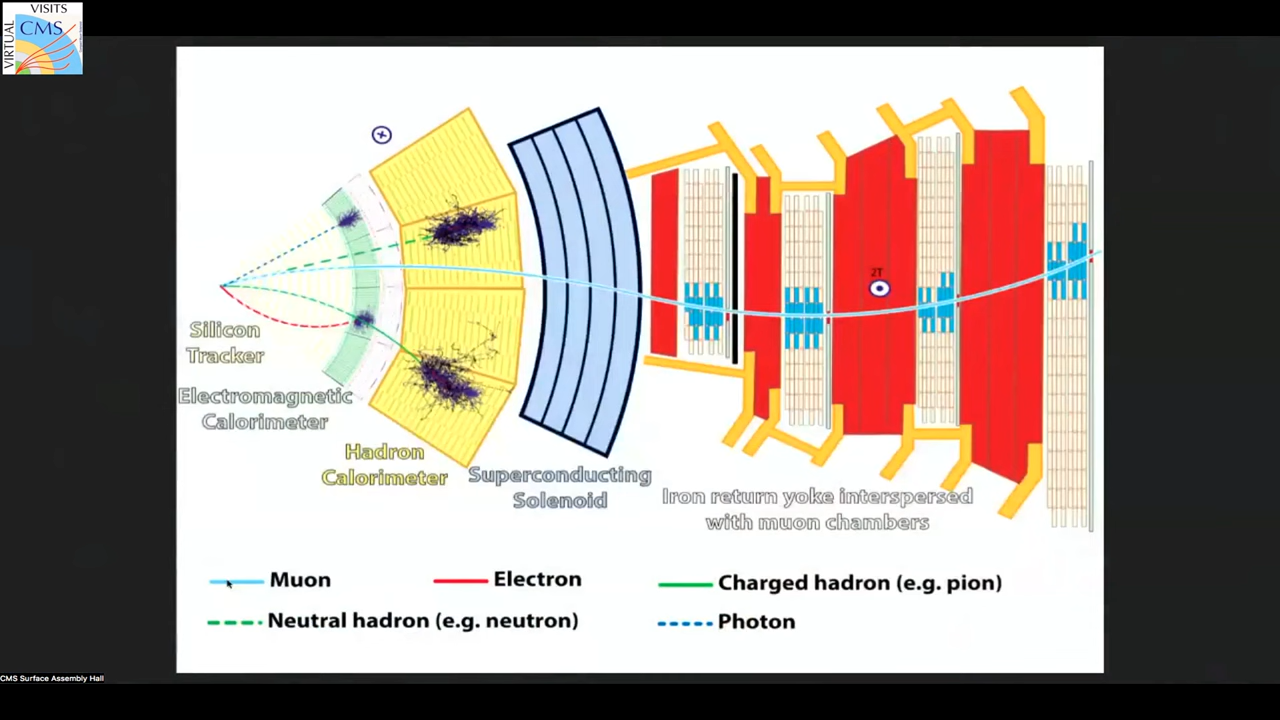 VISITS
VIRTUAL
CMS
2T
Silicon
Tracker
Electromagnetic
Calorimeter
Hadron
Calorimeter
Superconducting
Solenoid
Iron return yoke interspersed
with muon chambers
Muon
Electron
Charged hadron (e.g. pion)
Neutral hadron (e.g. neutron)
Photon
CMS Surface Assembly Hall